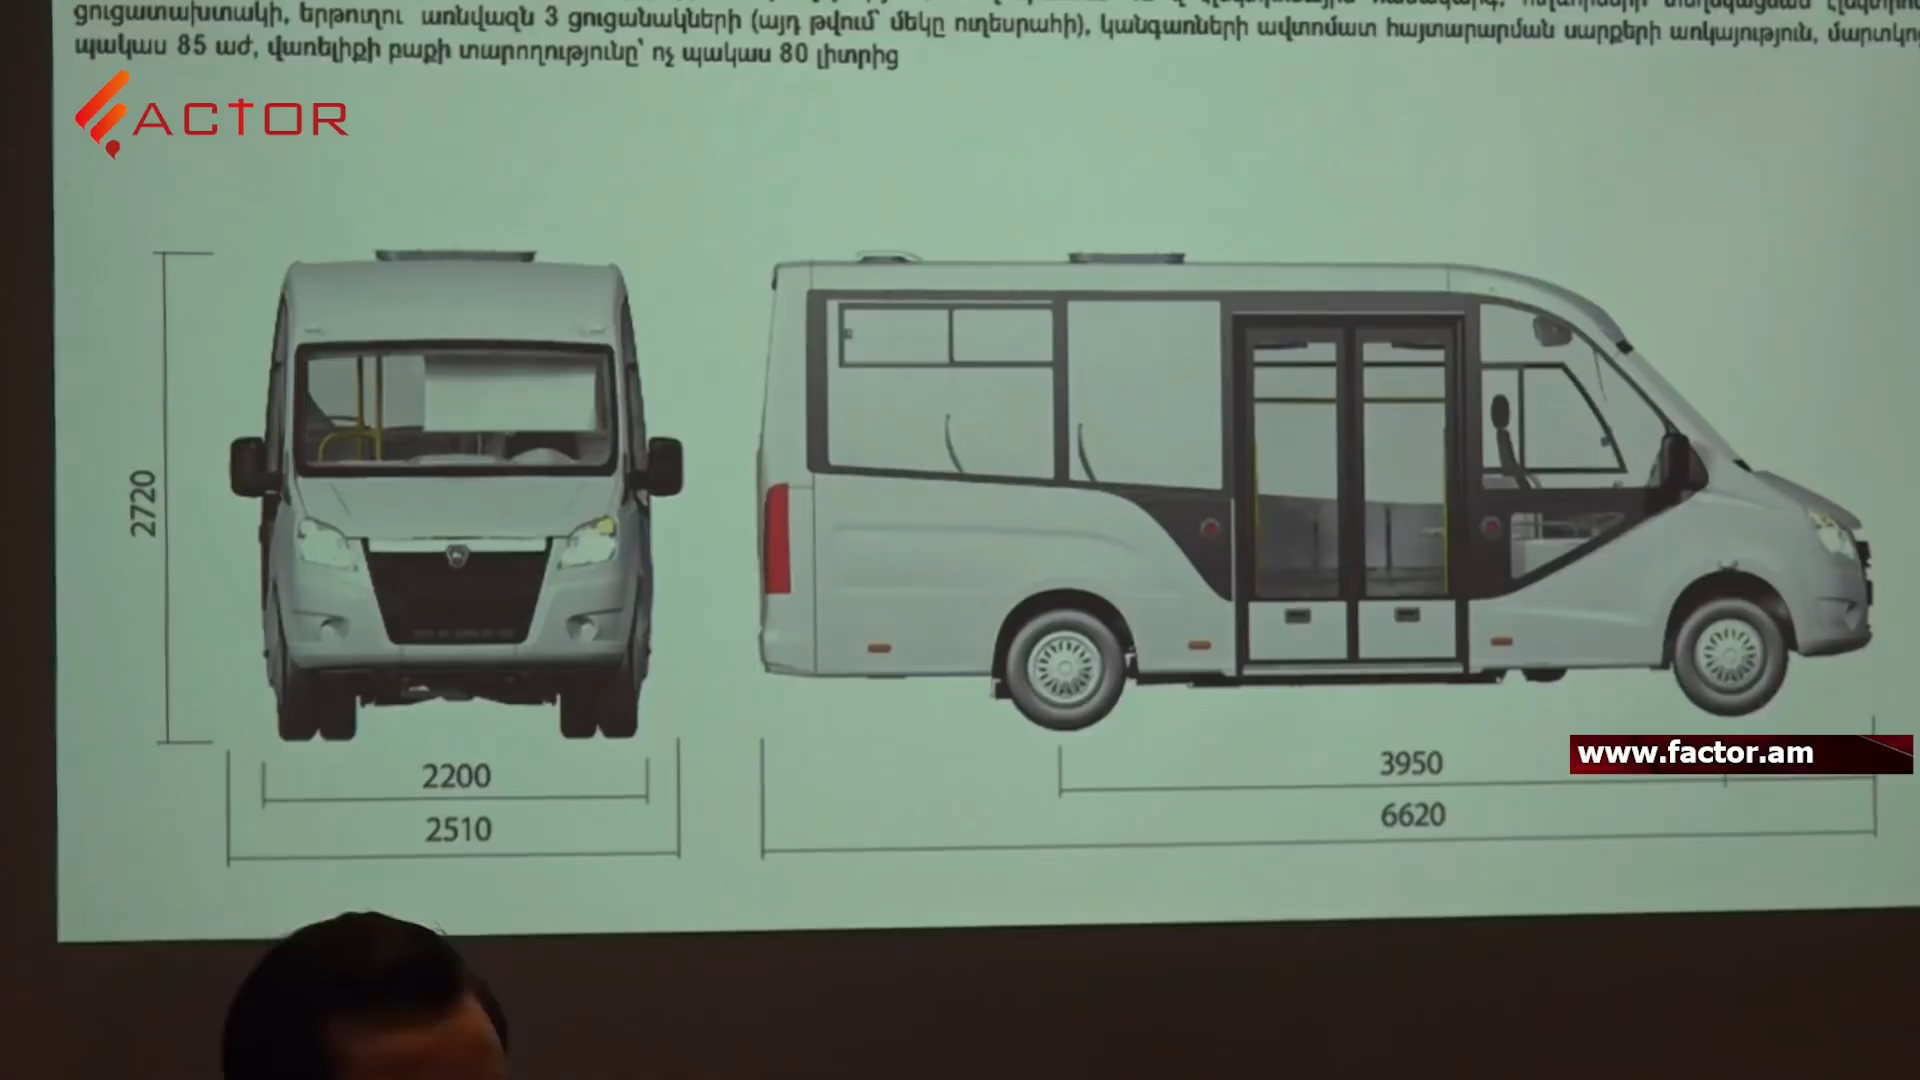 ցուցատախտակի, երթուղու առնվազն 3 ցուցանակների (այդ թվում՝ մեկը ուղեսրահի), կանգառների ավտոմատ հայտարարման սարքերի առկայություն,
պակաս 85 աժ, վառելիքի բաքի տարողությունը՝ ոչ պակաս 80 լիտրից
ACTOR
2720
2200
2510
3950
6620
www.factor.am